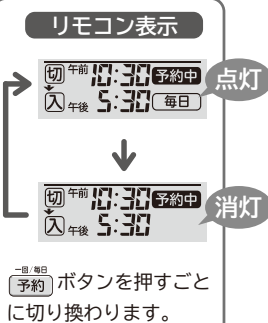 リモコン表示
切 午前 10:30 予約中
入 午後 5:30 毎日
点灯
切 午前 10:30 予約中
入 午後 5:30
消灯
一回/毎日
予約 ボタンを押すごと
に切り換わります。